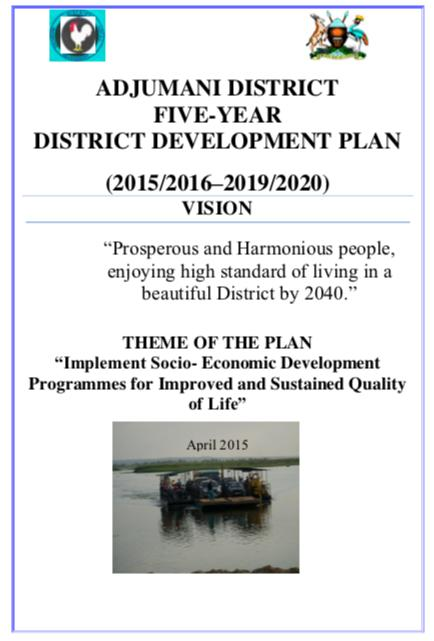 ADJUMANI DISTRICT
FIVE-YEAR
DISTRICT DEVELOPMENT PLAN
(2015/2016–2019/2020)
VISION
“Prosperous and Harmonious people,
enjoying high standard of living in a
beautiful District by 2040.”
THEME OF THE PLAN
“Implement Socio- Economic Development
Programmes for Improved and Sustained Quality
of Life”
April 2015